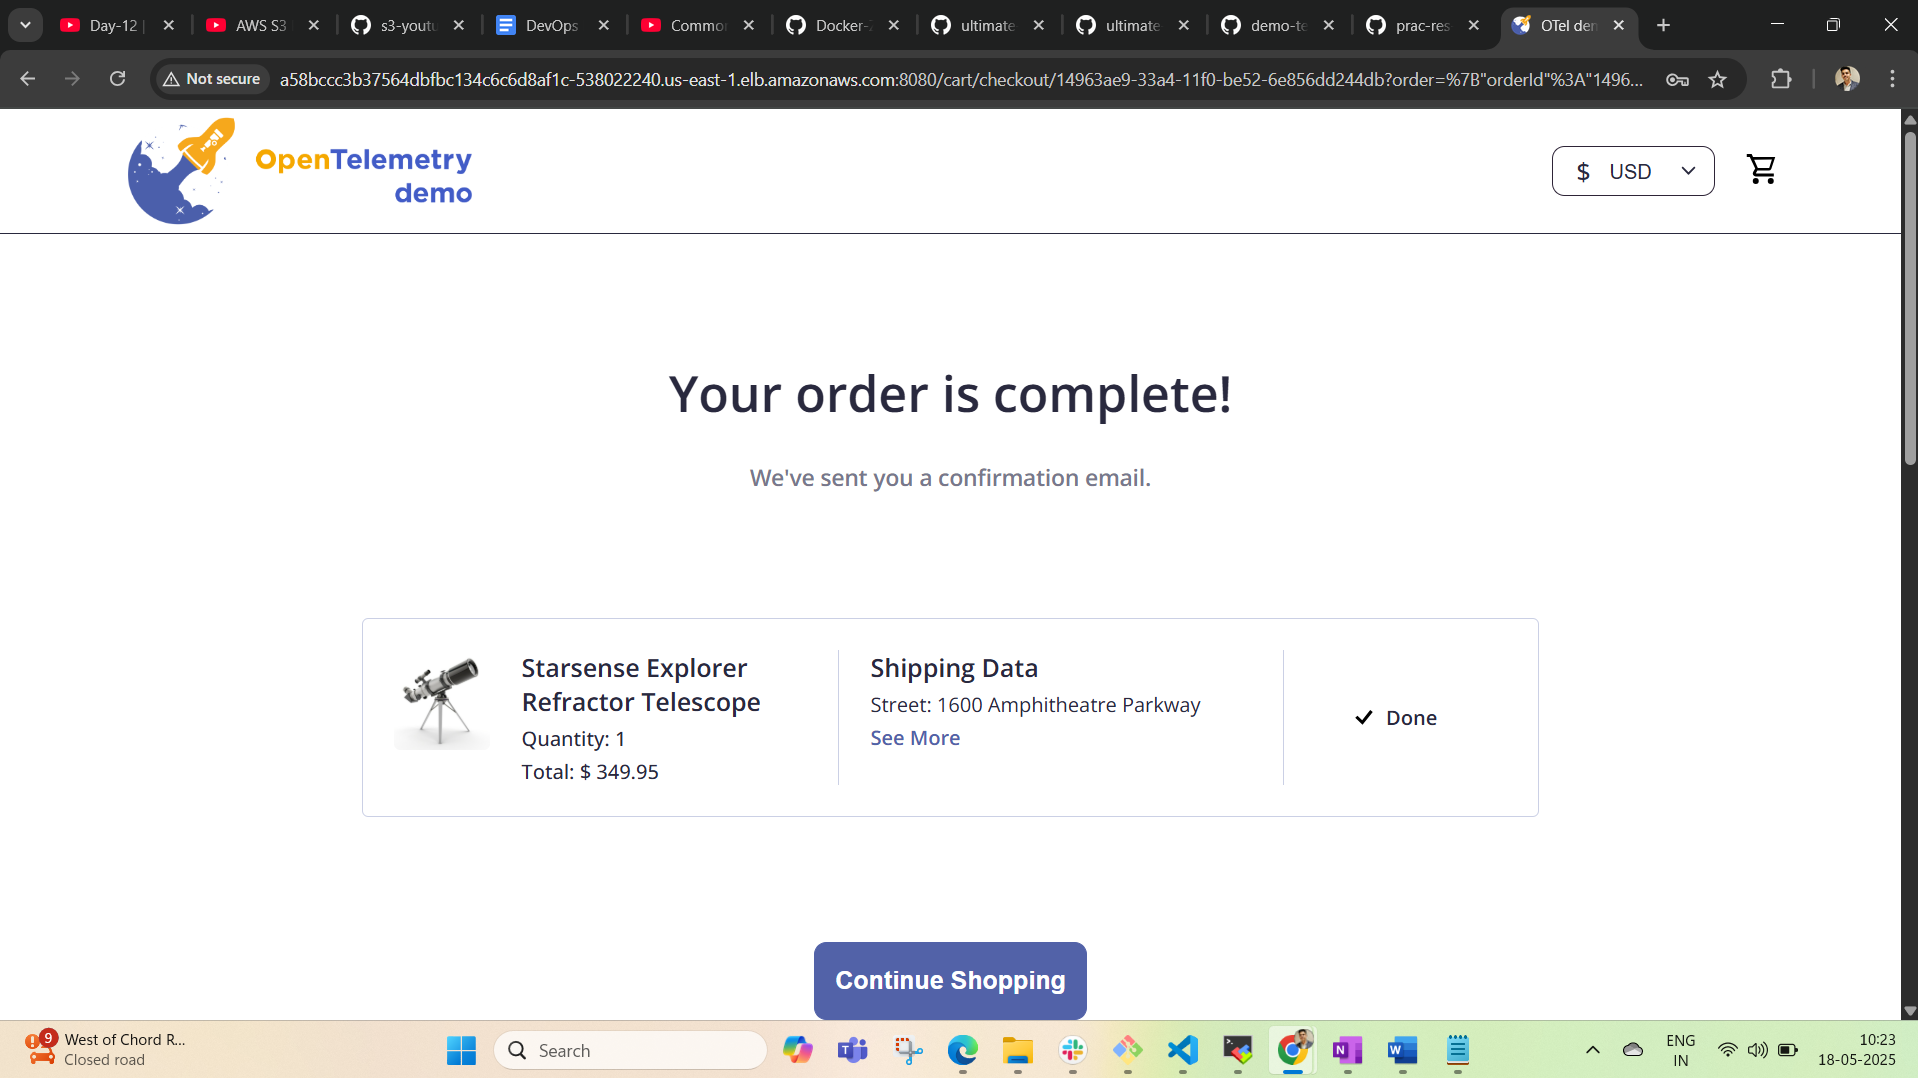 Day-12 |
AWS S3
s3-youtu
DevOps
Common
Docker-Z
ultimate-
ultimate-
demo-te
prac-res
OTel den
Not secure
a58bccc3b37564dbfbc134c6c6d8af1c-538022240.us-east-1.elb.amazonaws.com:8080/cart/checkout/14963ae9-33a4-11f0-be52-6e856dd244db?order=%7B"orderId"%3A"1496...
OpenTelemetry
demo
$ USD
Your order is complete!
We've sent you a confirmation email.
Starsense Explorer
Refractor Telescope
Quantity: 1
Total: $ 349.95
Shipping Data
Street: 1600 Amphitheatre Parkway
See More
Done
Continue Shopping
9
West of Chord R...
Closed road
Search
ENG
IN
10:23
18-05-2025